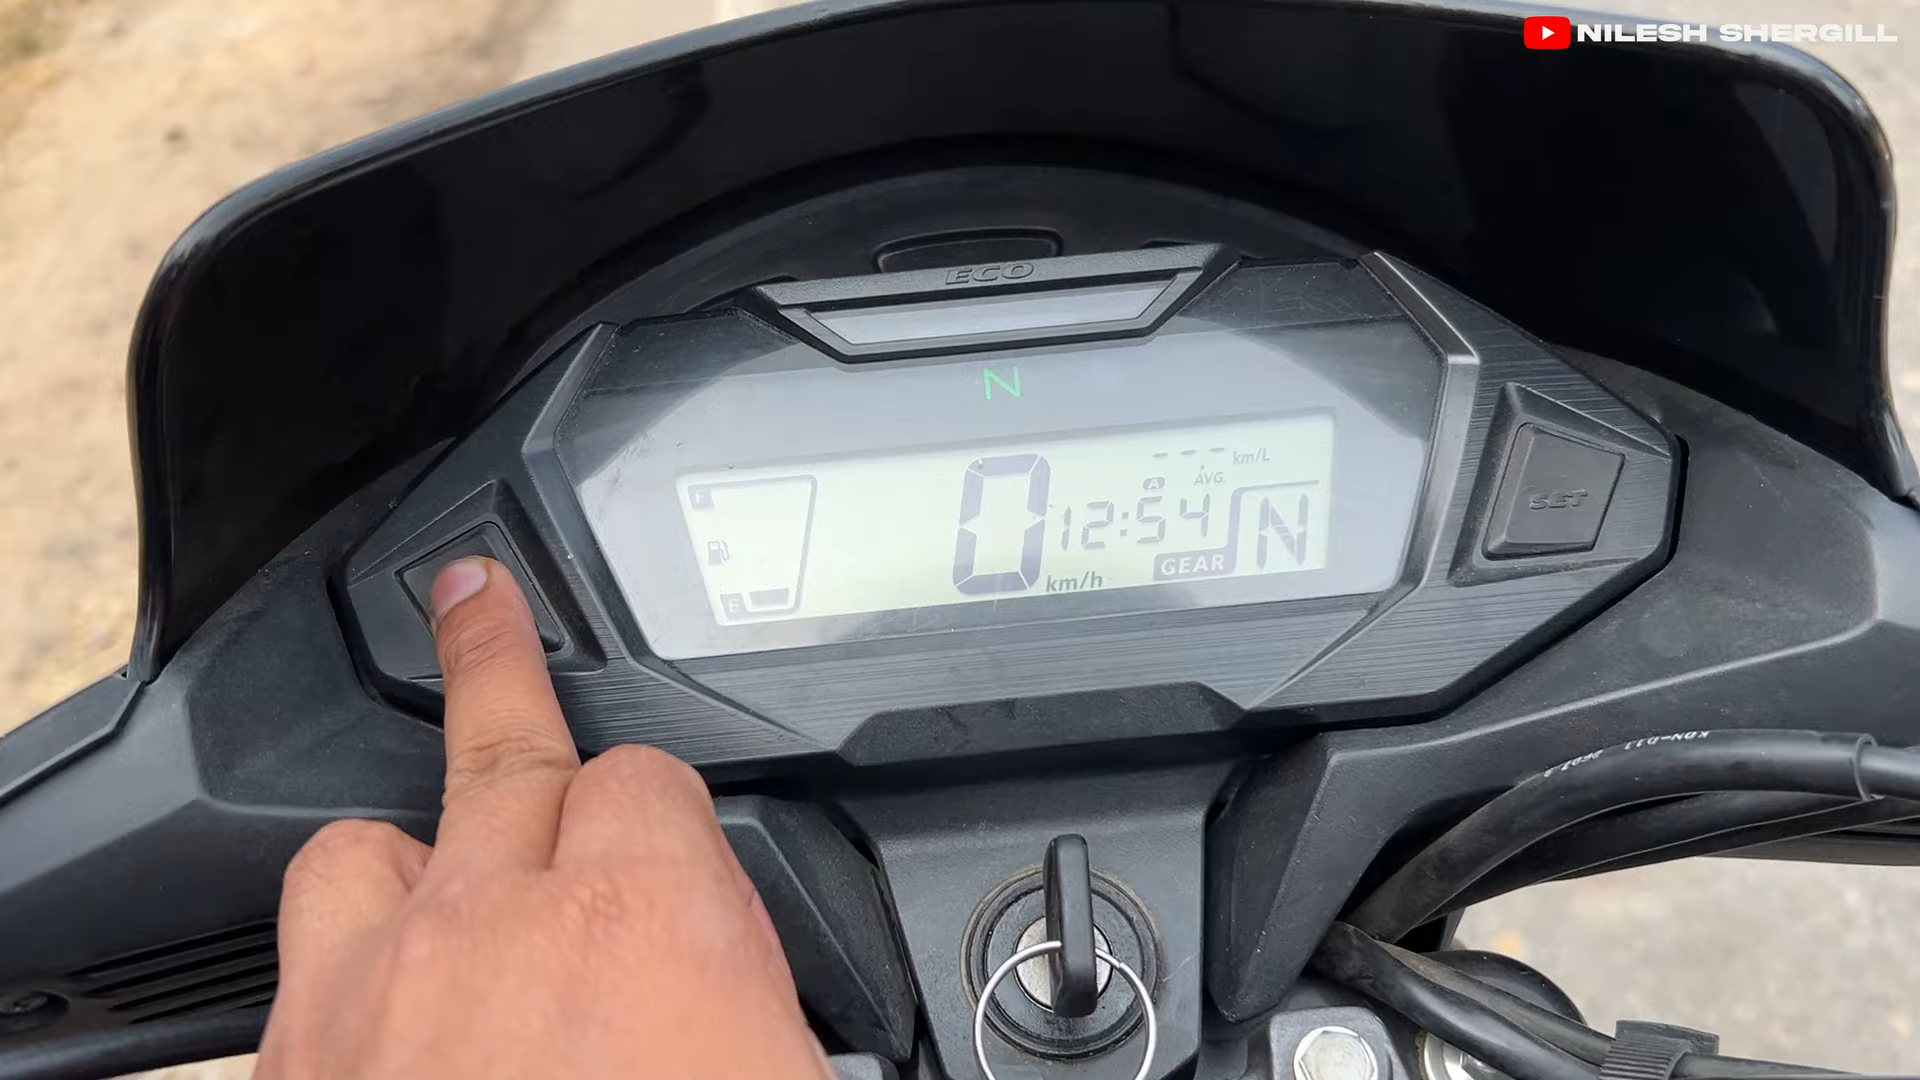 NILESH SHERGILL
ECO
N
--- km/L
AVG.
A
F
0 12:54 N
km/h
GEAR
E
SET